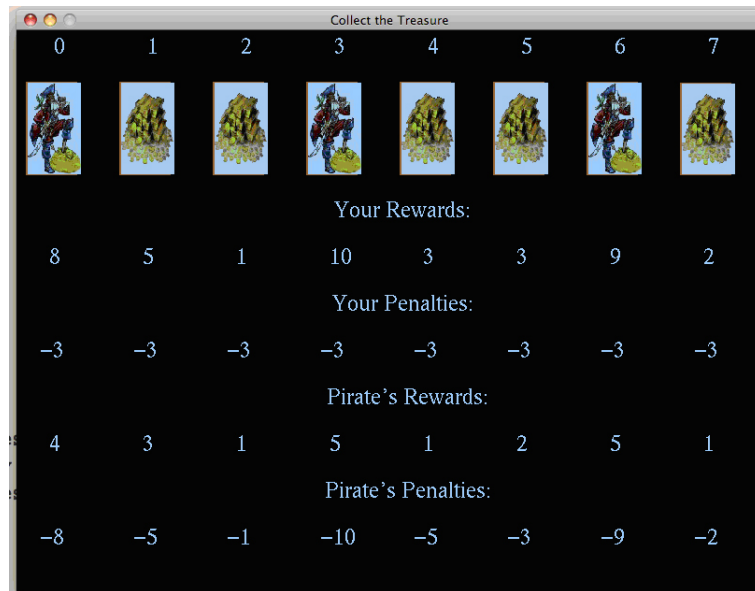 Collect the Treasure
0 1 2 3 4 5 6 7
Your Rewards:
8 5 1 10 3 3 9 2
Your Penalties:
−3 −3 −3 −3 −3 −3 −3 −3
Pirate's Rewards:
4 3 1 5 1 2 5 1
Pirate's Penalties:
−8 −5 −1 −10 −5 −3 −9 −2